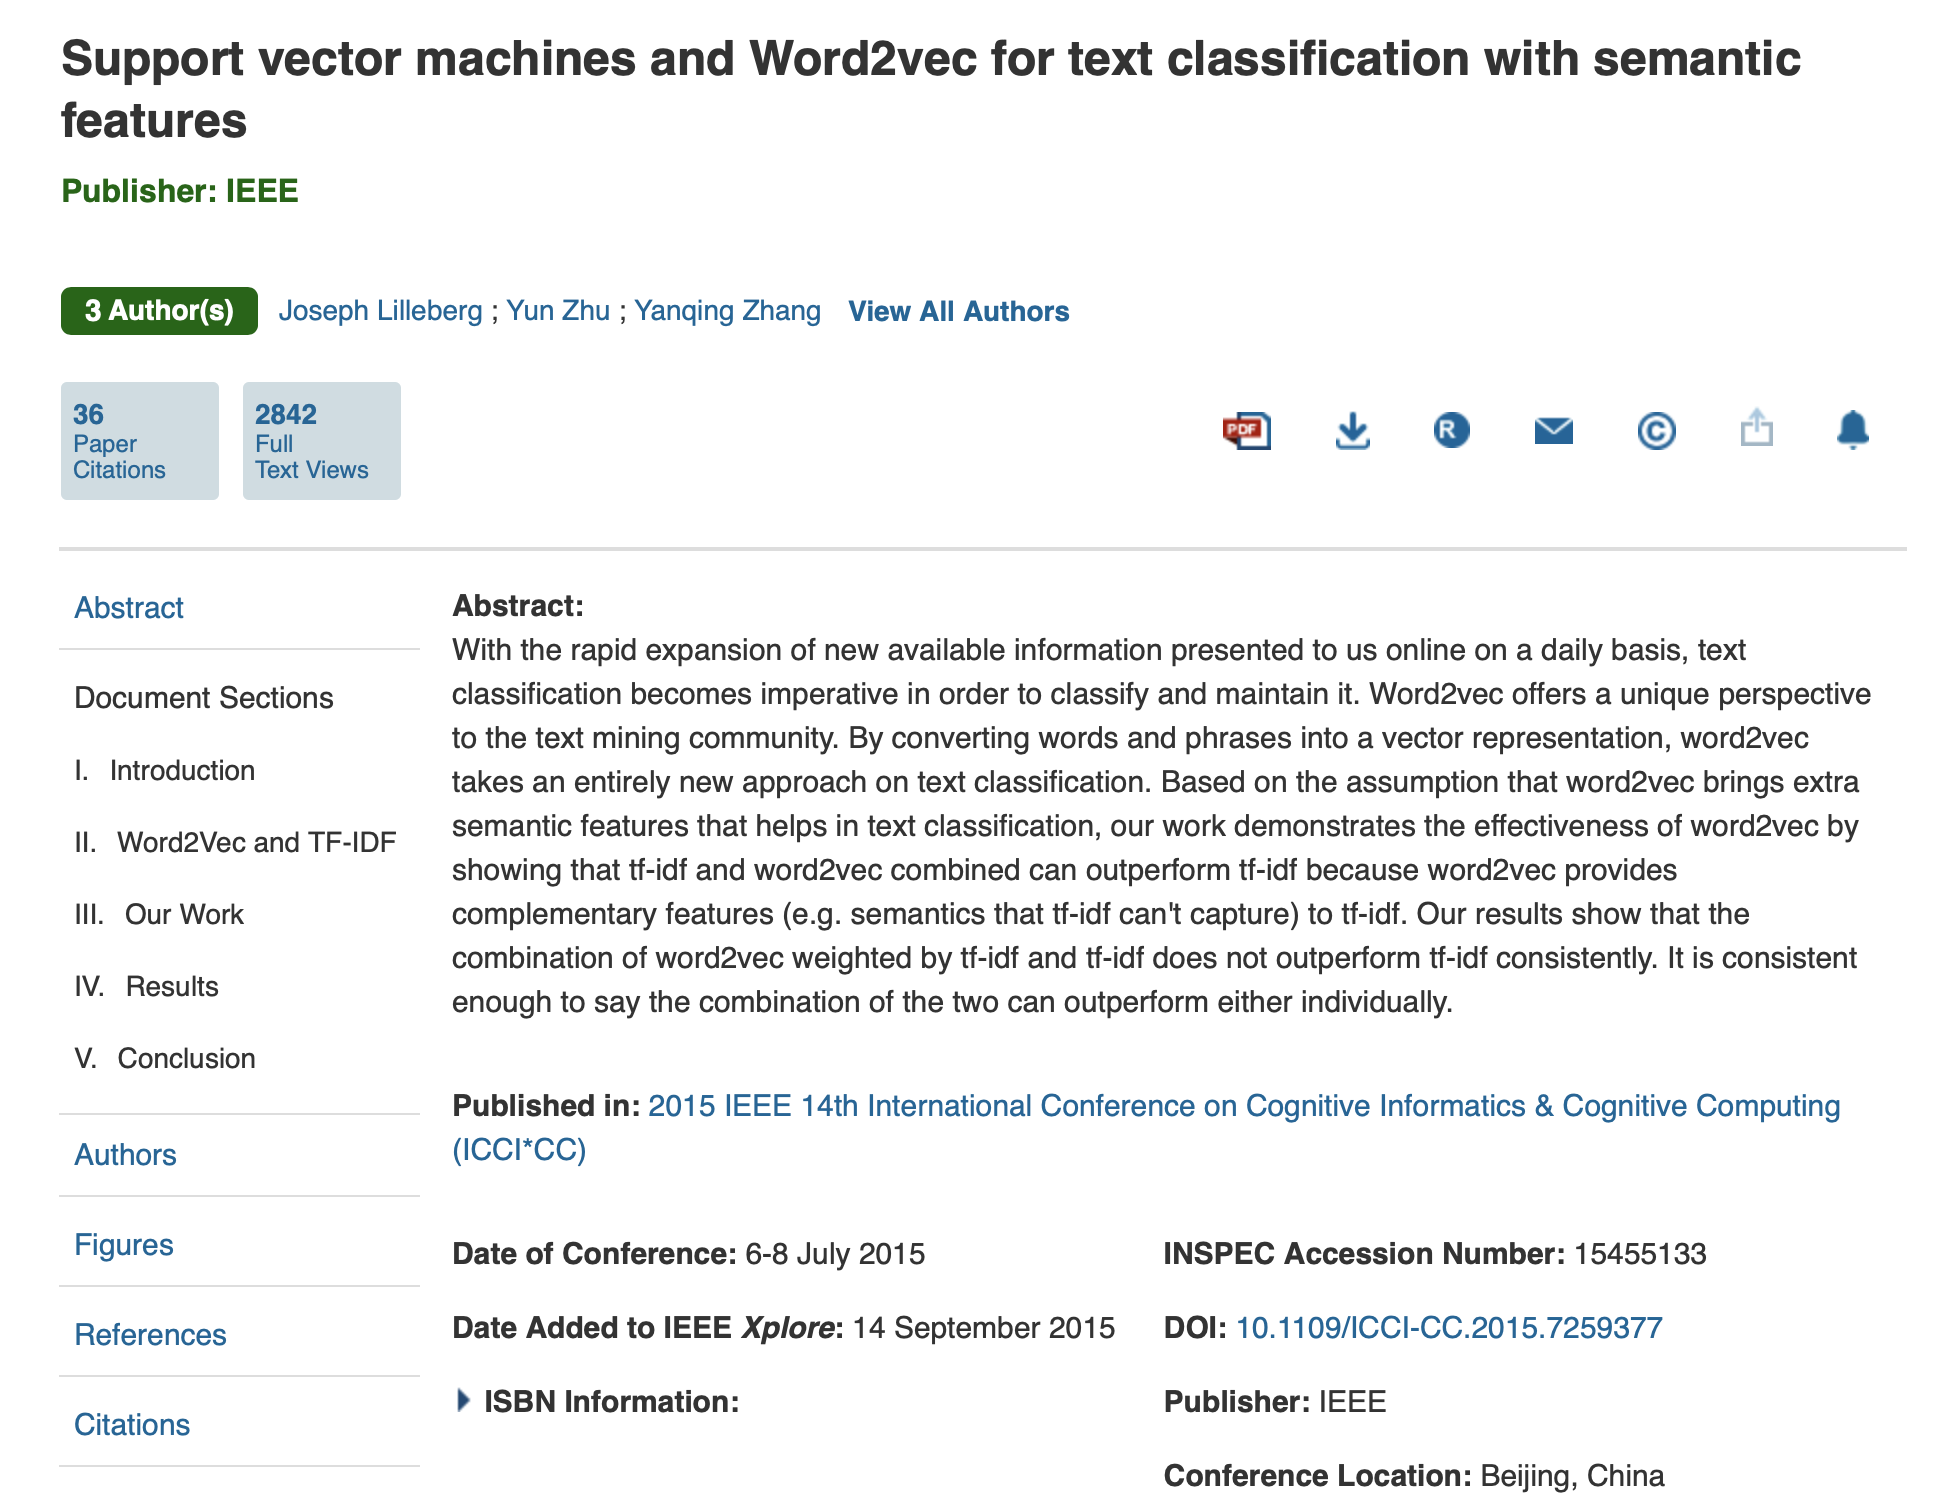 Support vector machines and Word2vec for text classification with semantic
features
Publisher: IEEE
3 Author(s) Joseph Lilleberg ; Yun Zhu ; Yanqing Zhang View All Authors
36
Paper
Citations
2842
Full
Text Views
PDF
R
©
Abstract
Document Sections
I. Introduction
II. Word2Vec and TF-IDF
III. Our Work
IV. Results
V. Conclusion
Authors
Figures
References
Citations
Abstract:
With the rapid expansion of new available information presented to us online on a daily basis, text
classification becomes imperative in order to classify and maintain it. Word2vec offers a unique perspective
to the text mining community. By converting words and phrases into a vector representation, word2vec
takes an entirely new approach on text classification. Based on the assumption that word2vec brings extra
semantic features that helps in text classification, our work demonstrates the effectiveness of word2vec by
showing that tf-idf and word2vec combined can outperform tf-idf because word2vec provides
complementary features (e.g. semantics that tf-idf can't capture) to tf-idf. Our results show that the
combination of word2vec weighted by tf-idf and tf-idf does not outperform tf-idf consistently. It is consistent
enough to say the combination of the two can outperform either individually.
Published in: 2015 IEEE 14th International Conference on Cognitive Informatics & Cognitive Computing
(ICCI*CC)
Date of Conference: 6-8 July 2015
Date Added to IEEE Xplore: 14 September 2015
ISBN Information:
INSPEC Accession Number: 15455133
DOI: 10.1109/ICCI-CC.2015.7259377
Publisher: IEEE
Conference Location: Beijing, China